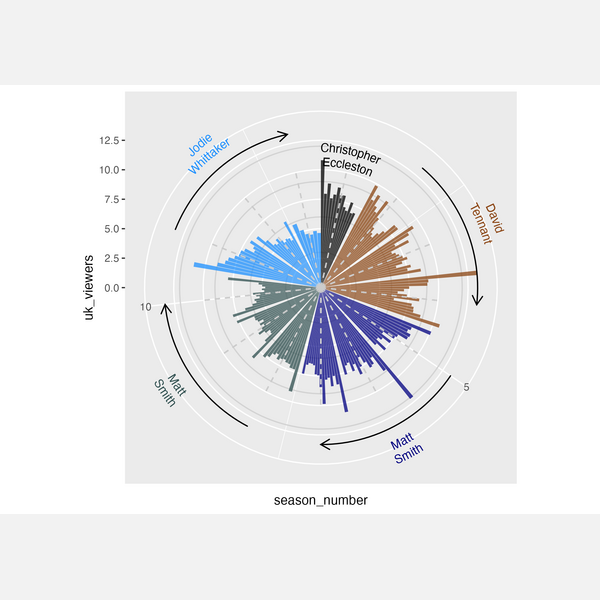 12.5
10.0
7.5
5.0
2.5
0.0
uk_viewers
Jodie
Whittaker
Christopher
Eccleston
David
Tennant
5
10
Matt
Smith
Matt
Smith
season_number